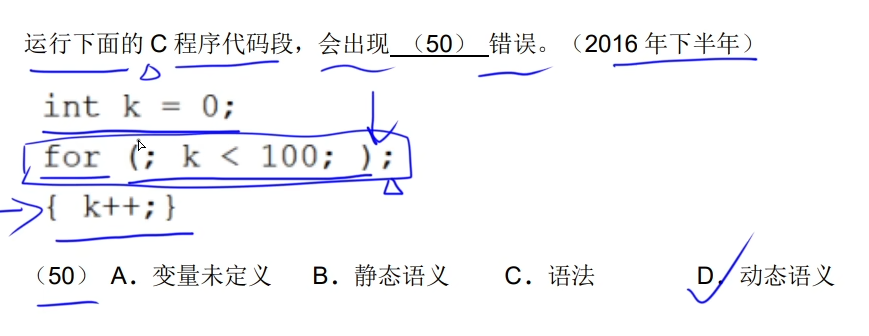 运行下面的 C 程序代码段，会出现 （50） 错误。（2016 年下半年）
int k = 0;
for (; k < 100; );
{ k++;}
（50） A．变量未定义 B．静态语义 C．语法 D．动态语义